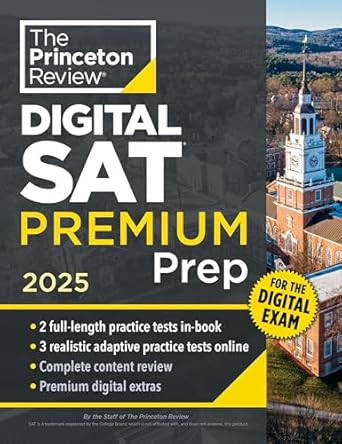 The
Princeton
Review®
DIGITAL
SAT®
PREMIUM
Prep
2025
FOR THE
DIGITAL
EXAM
• 2 full-length practice tests in-book
• 3 realistic adaptive practice tests online
• Complete content review
• Premium digital extras
By the Staff of The Princeton Review
SAT is a trademark registered by the College Board, which is not affiliated with, and does not endorse, this product.